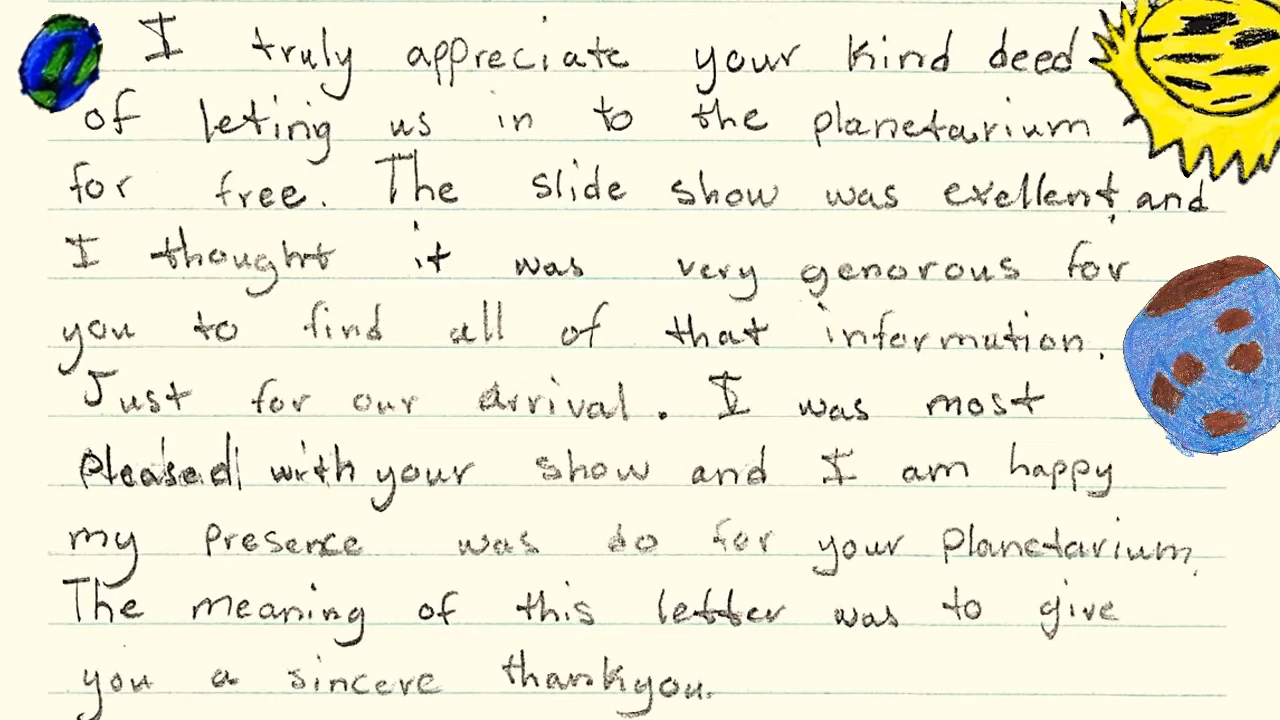 I truly appreciate your kind deed
of leting us in to the planetarium
for free. The slide show was exellent, and
I thought it was very genorous for
you to find all of that information.
Just for our arrival. I was most
pleased with your show and I am happy
my presence was do for your planetarium.
The meaning of this letter was to give
you a sincere thankyou.